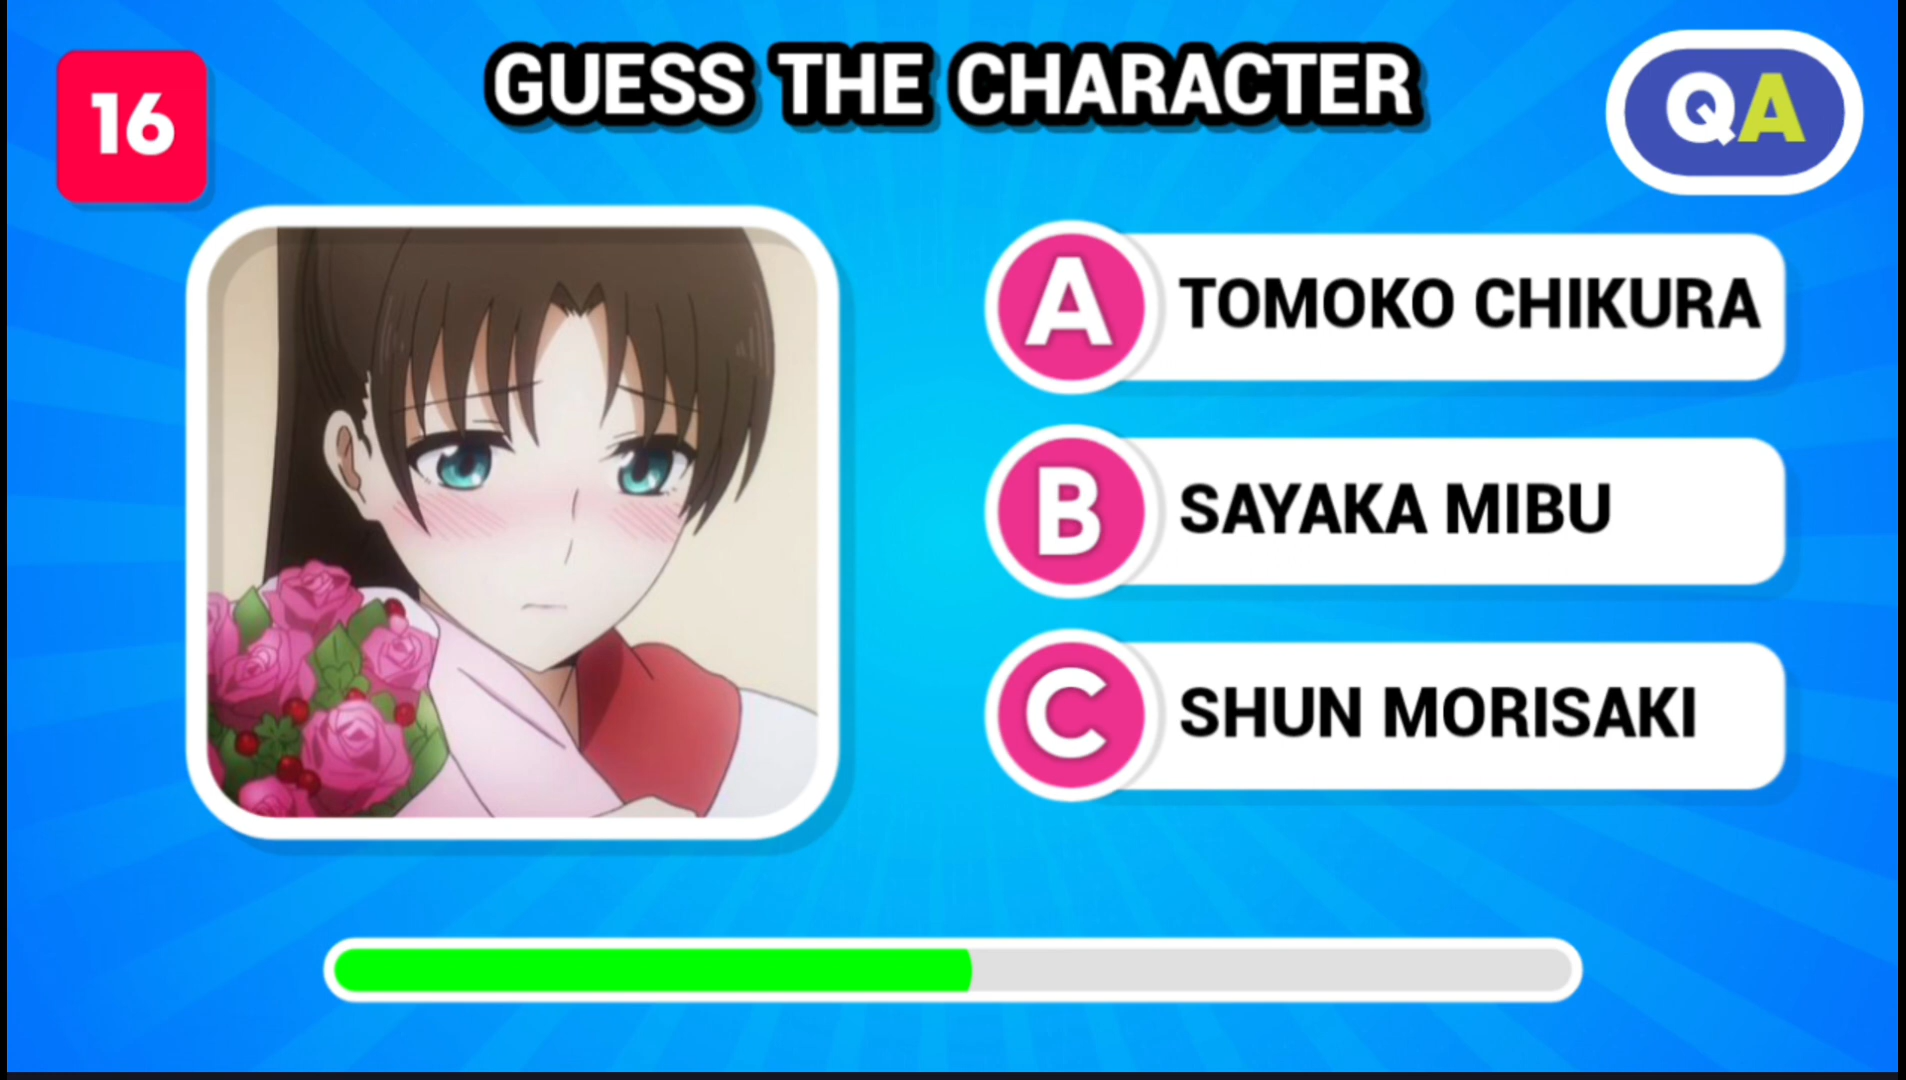 16
GUESS THE CHARACTER
QA
A TOMOKO CHIKURA
B SAYAKA MIBU
C SHUN MORISAKI